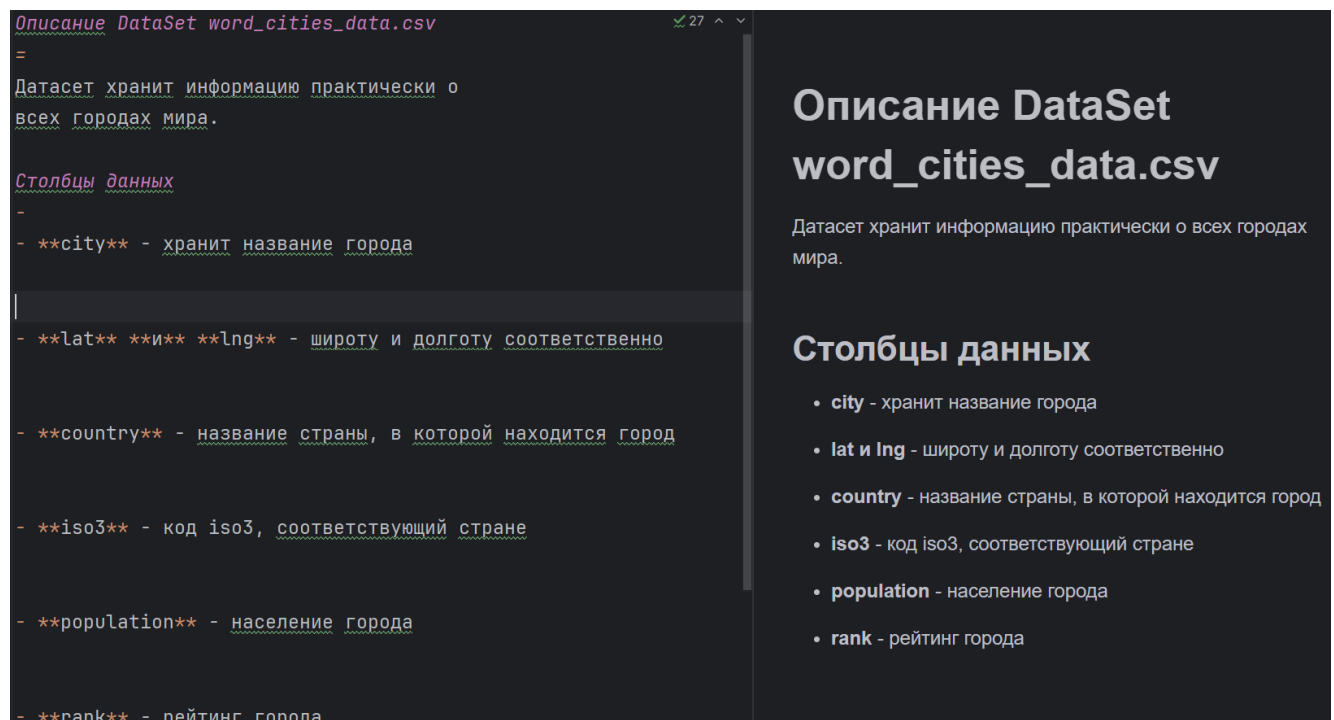 Описание DataSet word_cities_data.csv
27
=
Датасет хранит информацию практически о
всех городах мира.
Столбцы данных
-
- **city** - хранит название города
- **lat** **и** **lng** - широту и долготу соответственно
- **country** - название страны, в которой находится город
- **iso3** - код iso3, соответствующий стране
- **population** - население города
- **rank** - рейтинг города
Описание DataSet
word_cities_data.csv
Датасет хранит информацию практически о всех городах
мира.
Столбцы данных
• city - хранит название города
• lat и lng - широту и долготу соответственно
• country - название страны, в которой находится город
• iso3 - код iso3, соответствующий стране
• population - население города
• rank - рейтинг города